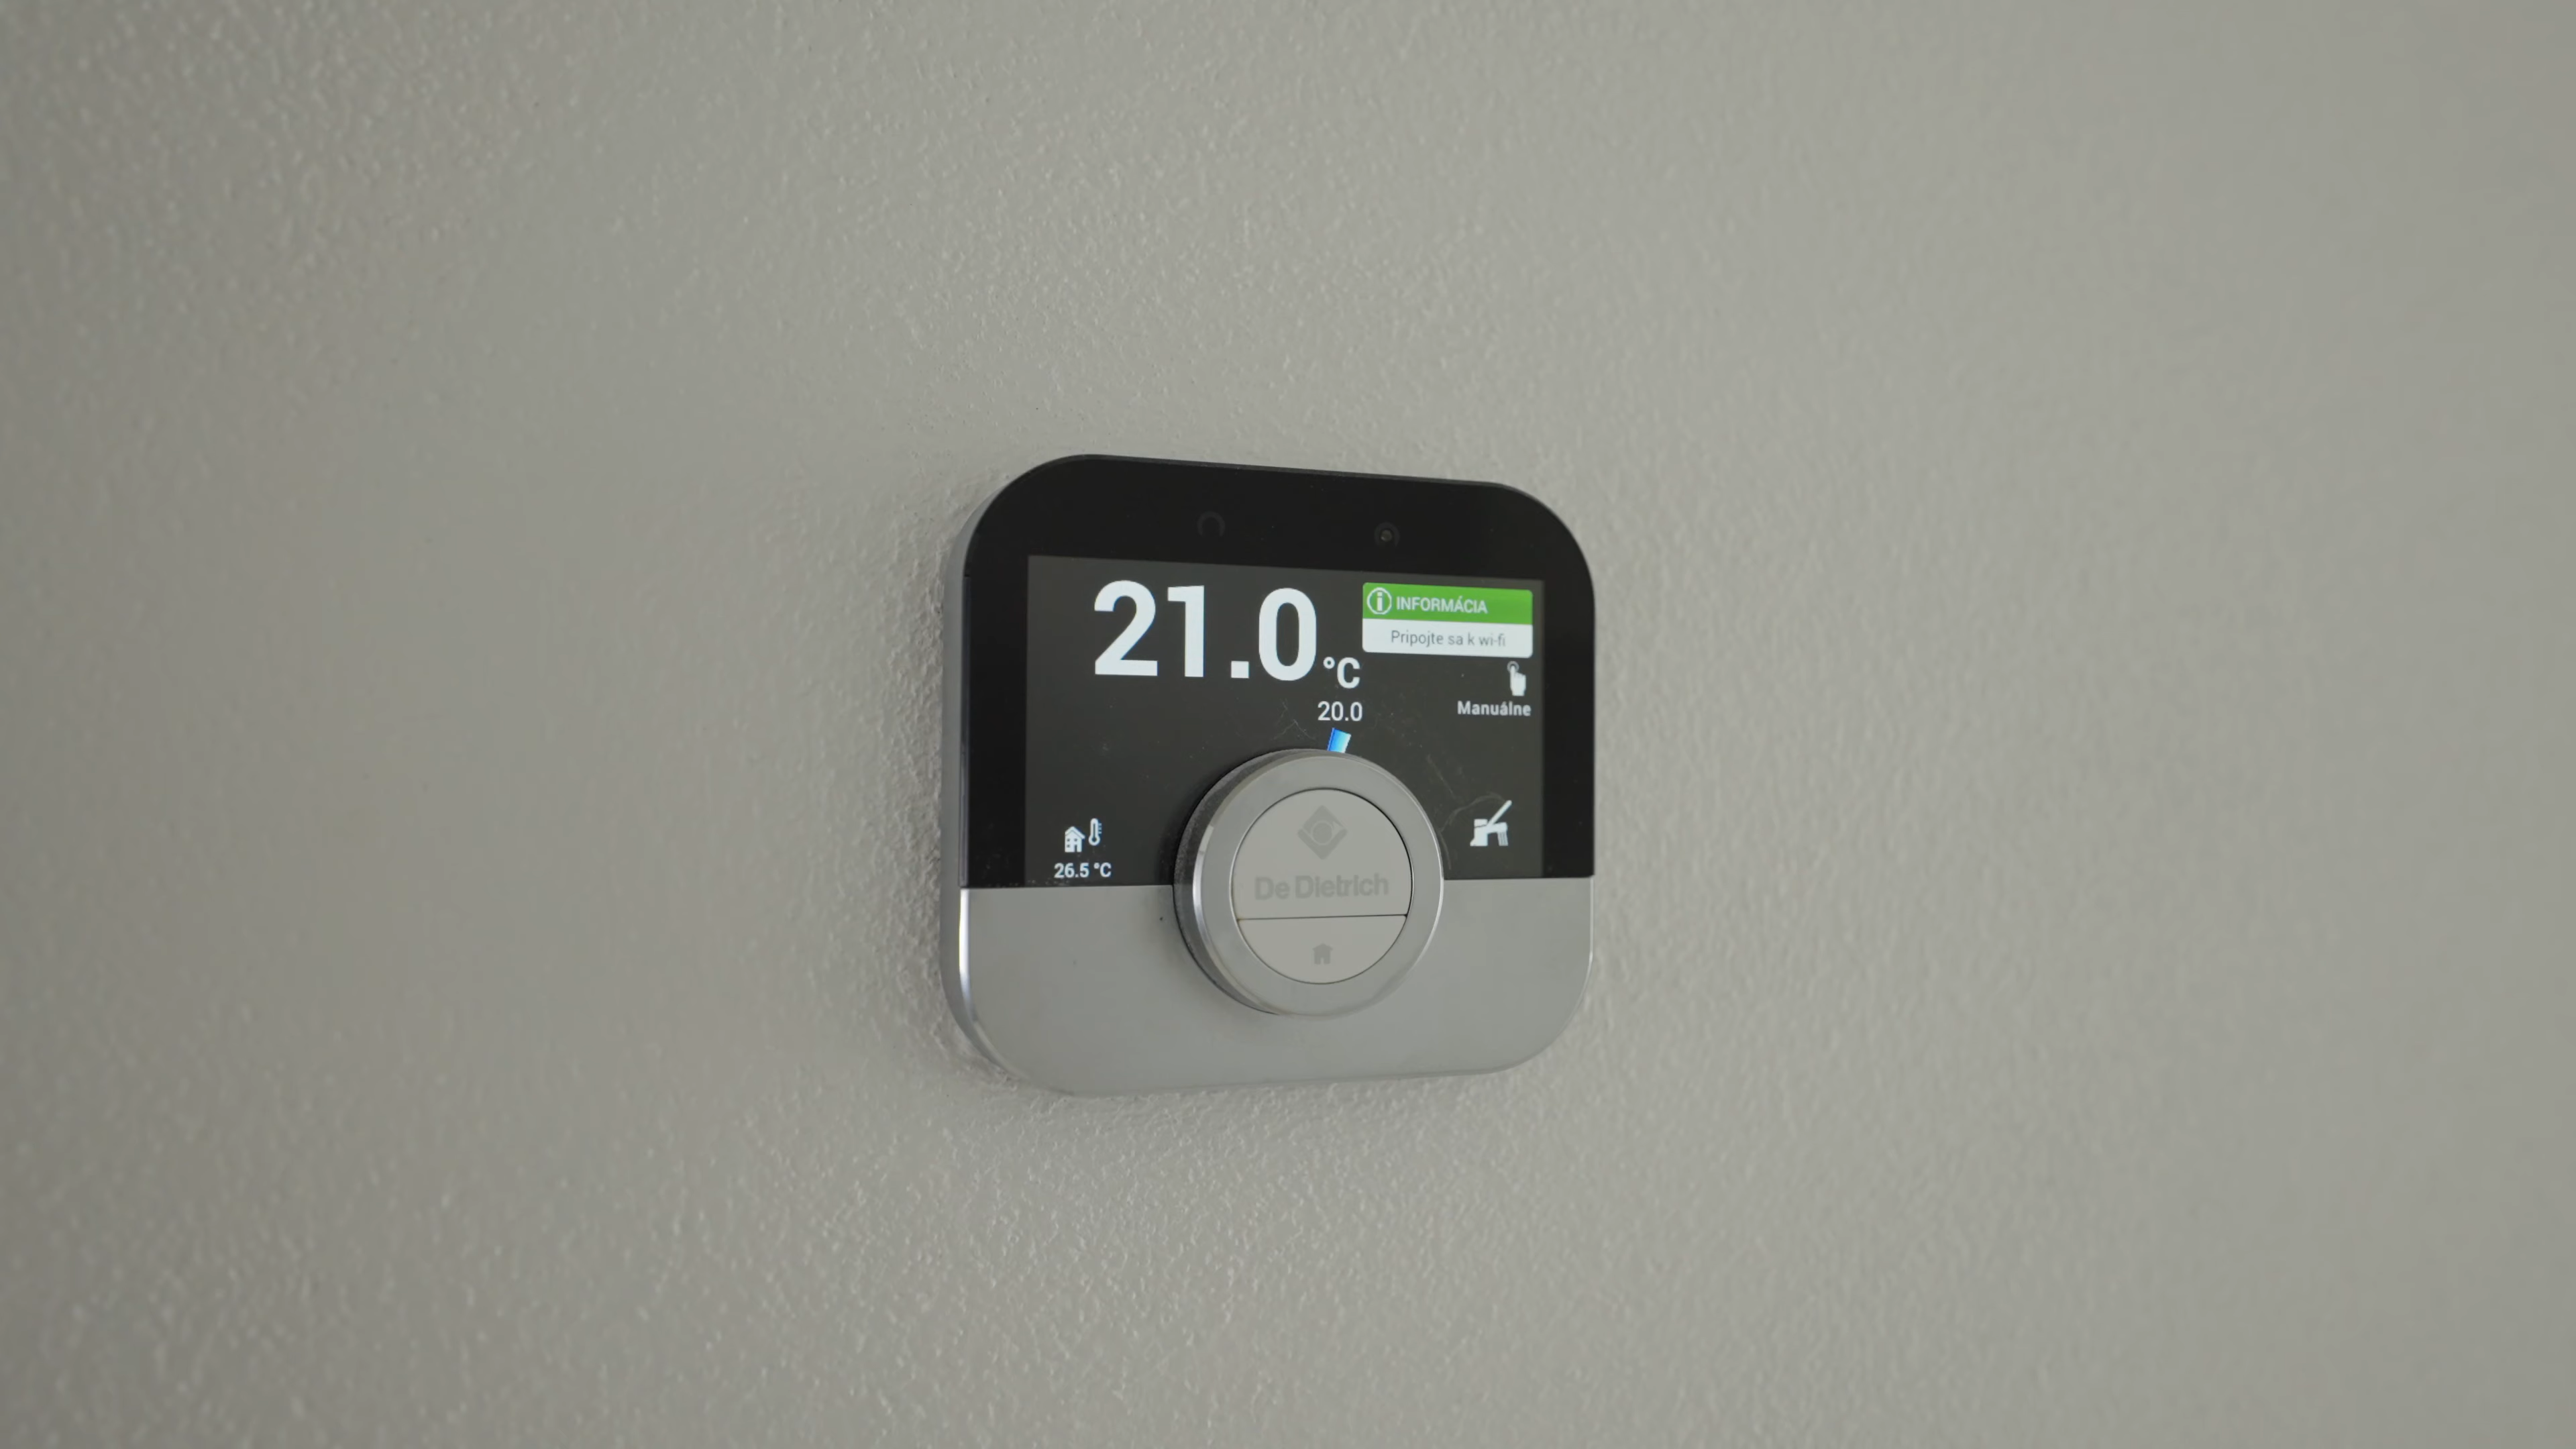 21.0 °C
INFORMÁCIA
Pripojte sa k wi-fi
20.0
Manuálne
26.5 °C
De Dietrich